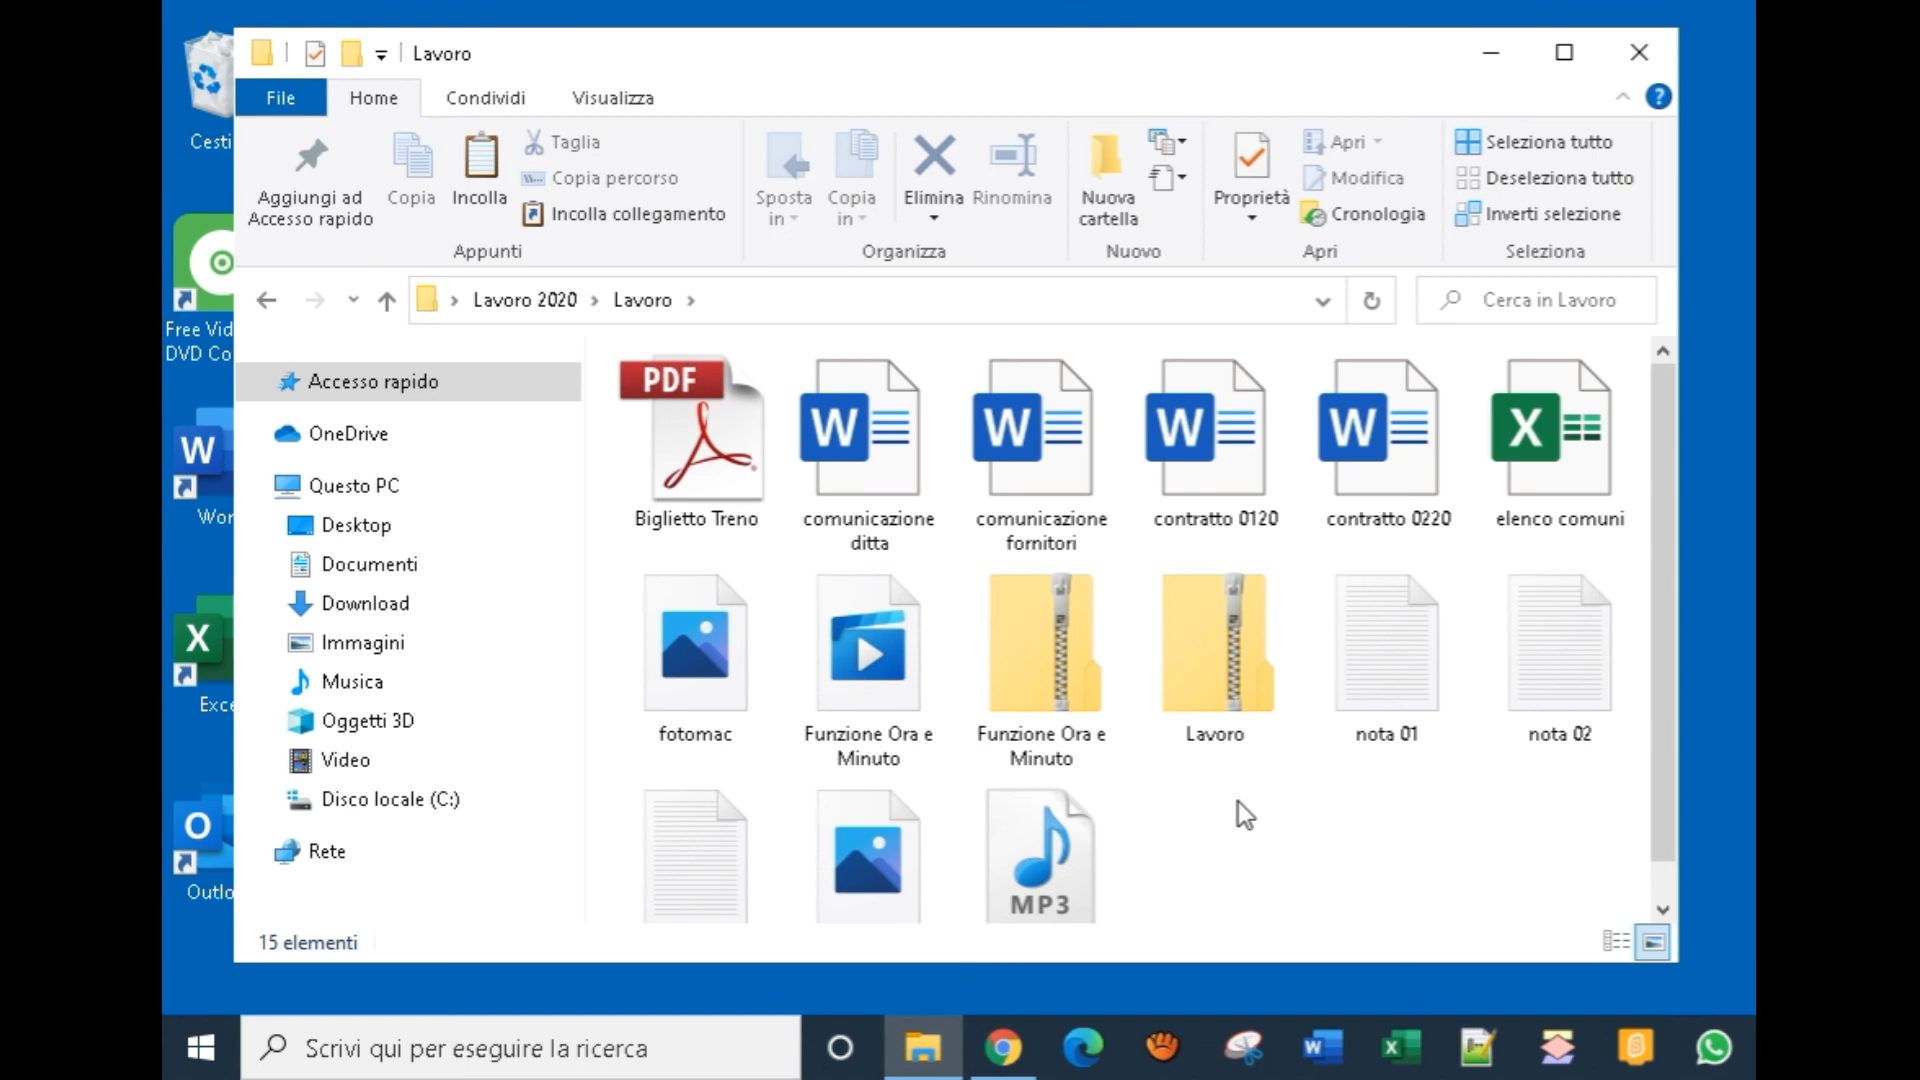 Lavoro
File Home Condividi Visualizza
Aggiungi ad
Accesso rapido
Copia
Incolla
Taglia
Copia percorso
Incolla collegamento
Appunti
Sposta
in
Copia
in
Elimina
Rinomina
Organizza
Nuova
cartella
Nuovo
Proprietà
Apri
Modifica
Cronologia
Apri
Seleziona tutto
Deseleziona tutto
Inverti selezione
Seleziona
Lavoro 2020 › Lavoro ›
Cerca in Lavoro
Cesti
Free Vid
DVD Co
Wor
Exce
Outlo
Accesso rapido
OneDrive
Questo PC
Desktop
Documenti
Download
Immagini
Musica
Oggetti 3D
Video
Disco locale (C:)
Rete
PDF
Biglietto Treno
W
comunicazione
ditta
W
comunicazione
fornitori
W
contratto 0120
W
contratto 0220
X
elenco comuni
fotomac
Funzione Ora e
Minuto
Funzione Ora e
Minuto
Lavoro
nota 01
nota 02
MP3
15 elementi
Scrivi qui per eseguire la ricerca